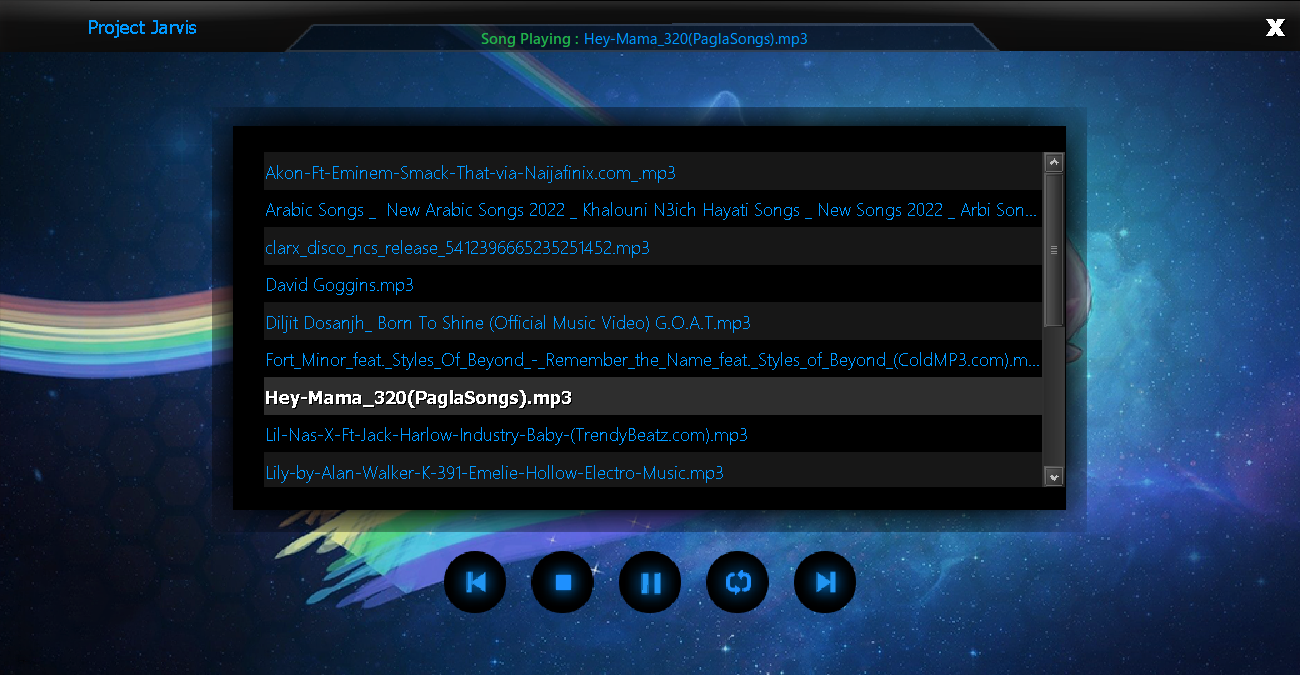 Project Jarvis
Song Playing : Hey-Mama_320(PaglaSongs).mp3
X
Akon-Ft-Eminem-Smack-That-via-Naijafinix.com_.mp3
Arabic Songs _  New Arabic Songs 2022 _ Khalouni N3ich Hayati Songs _ New Songs 2022 _ Arbi Son...
clarx_disco_ncs_release_5412396665235251452.mp3
David Goggins.mp3
Diljit Dosanjh_ Born To Shine (Official Music Video) G.O.A.T.mp3
Fort_Minor_feat._Styles_Of_Beyond_-_Remember_the_Name_feat._Styles_of_Beyond_(ColdMP3.com).m...
Hey-Mama_320(PaglaSongs).mp3
Lil-Nas-X-Ft-Jack-Harlow-Industry-Baby-(TrendyBeatz.com).mp3
Lily-by-Alan-Walker-K-391-Emelie-Hollow-Electro-Music.mp3